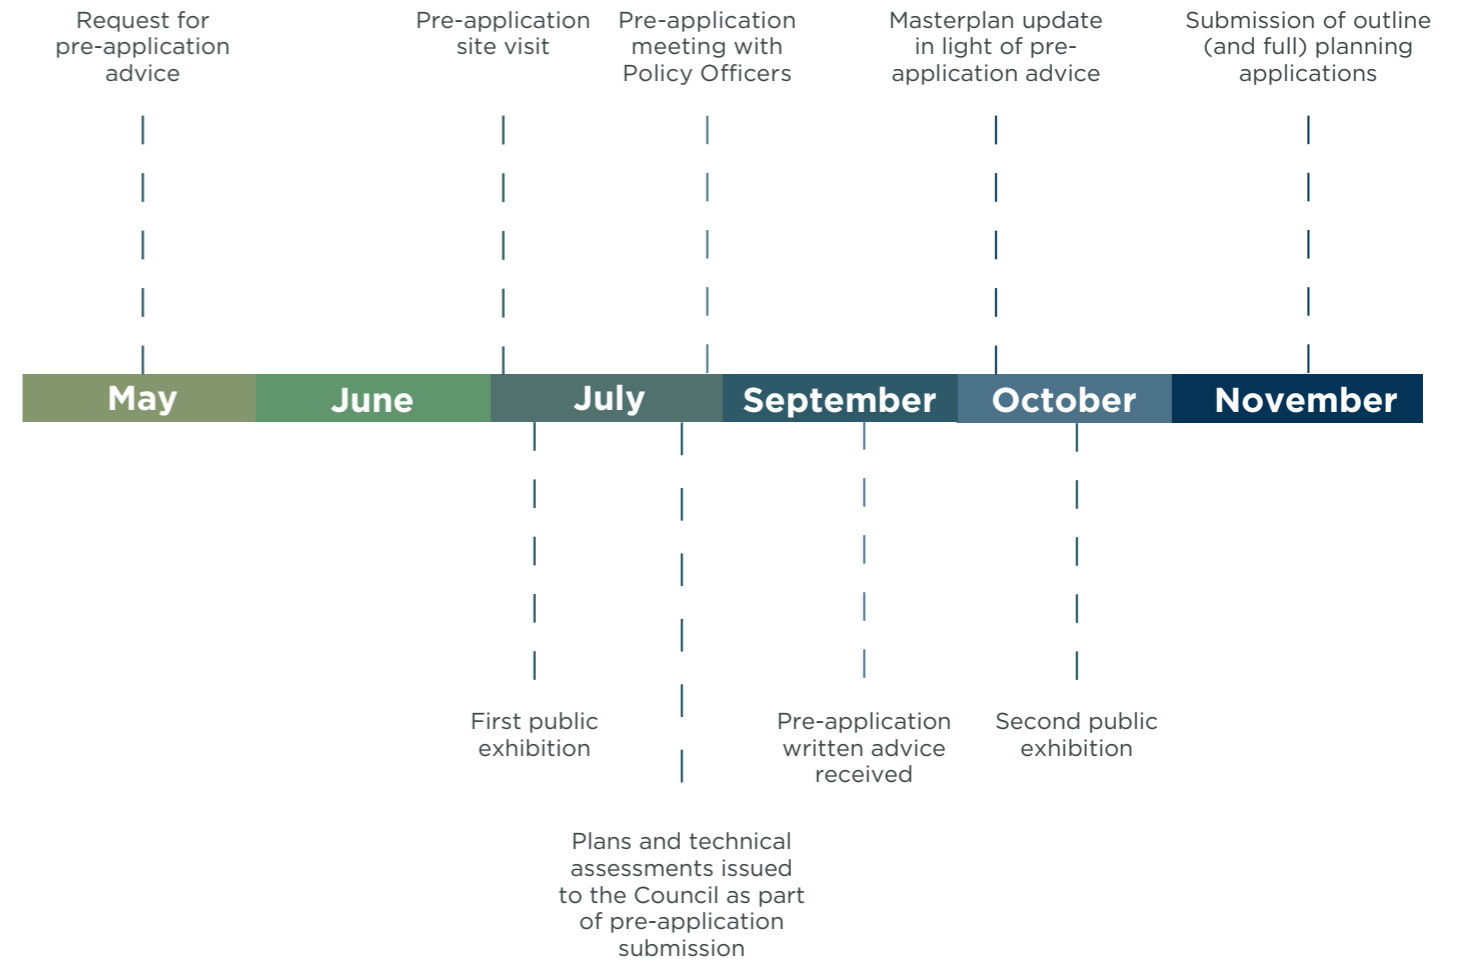 Request for
pre-application
advice
Pre-application
site visit
Pre-application
meeting with
Policy Officers
Masterplan update
in light of pre-
application advice
Submission of outline
(and full) planning
applications
May
June
July
September
October
November
First public
exhibition
Plans and technical
assessments issued
to the Council as part
of pre-application
submission
Pre-application
written advice
received
Second public
exhibition